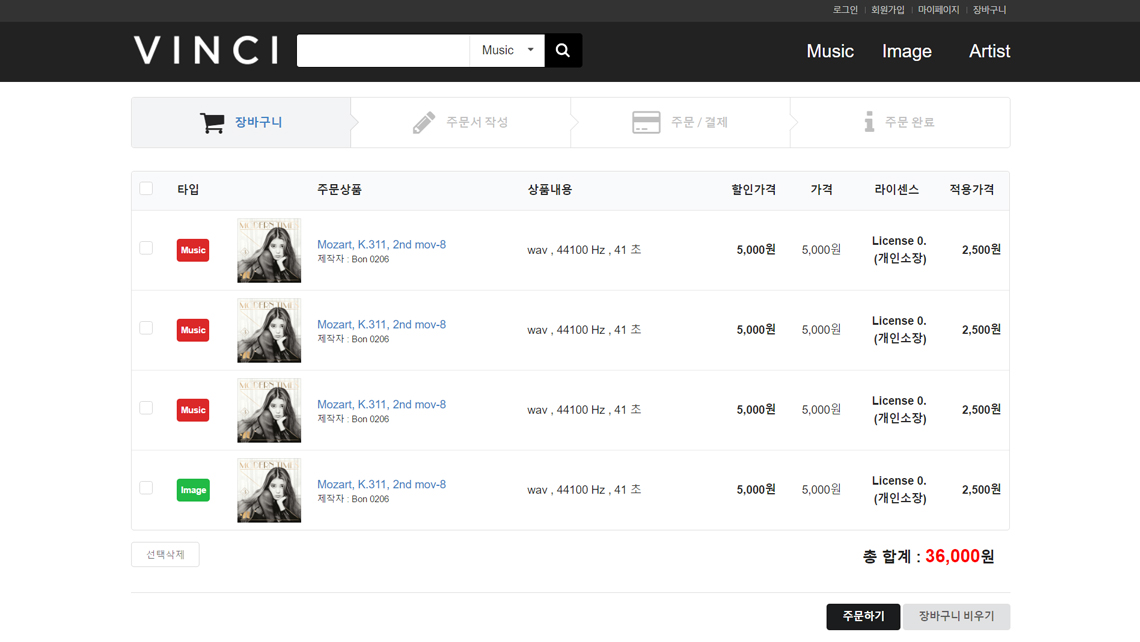 로그인 회원가입 마이페이지 장바구니
VINCI Music Music Image Artist
장바구니 주문서 작성 주문 / 결제 주문 완료
타입 주문상품 상품내용 할인가격 가격 라이센스 적용가격
MODERN TIMES
Music Mozart, K.311, 2nd mov-8 wav , 44100 Hz , 41 초 5,000원 5,000원 License 0. 2,500원
제작자 : Bon 0206 (개인소장)
MODERN TIMES
Music Mozart, K.311, 2nd mov-8 wav , 44100 Hz , 41 초 5,000원 5,000원 License 0. 2,500원
제작자 : Bon 0206 (개인소장)
MODERN TIMES
Music Mozart, K.311, 2nd mov-8 wav , 44100 Hz , 41 초 5,000원 5,000원 License 0. 2,500원
제작자 : Bon 0206 (개인소장)
MODERN TIMES
Image Mozart, K.311, 2nd mov-8 wav , 44100 Hz , 41 초 5,000원 5,000원 License 0. 2,500원
제작자 : Bon 0206 (개인소장)
선택삭제 총 합계 : 36,000원
주문하기 장바구니 비우기